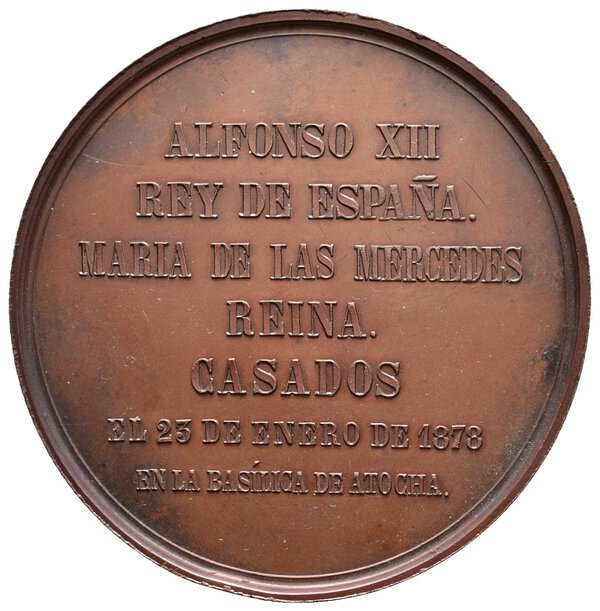 ALFONSO XII
REY DE ESPAÑA.
MARIA DE LAS MERCEDES
REINA.
CASADOS
EL 23 DE ENERO DE 1878
EN LA BASÍLICA DE ATOCHA.